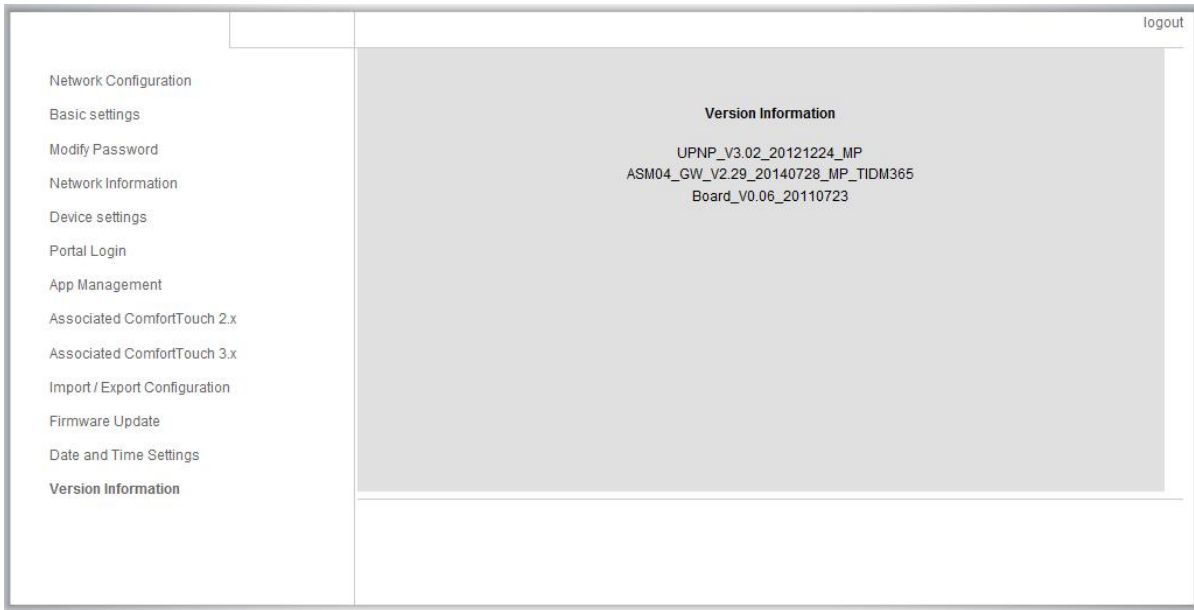 logout
Network Configuration
Basic settings
Modify Password
Network Information
Device settings
Portal Login
App Management
Associated ComfortTouch 2.x
Associated ComfortTouch 3.x
Import / Export Configuration
Firmware Update
Date and Time Settings
Version Information
Version Information
UPNP_V3.02_20121224_MP
ASM04_GW_V2.29_20140728_MP_TIDM365
Board_V0.06_20110723